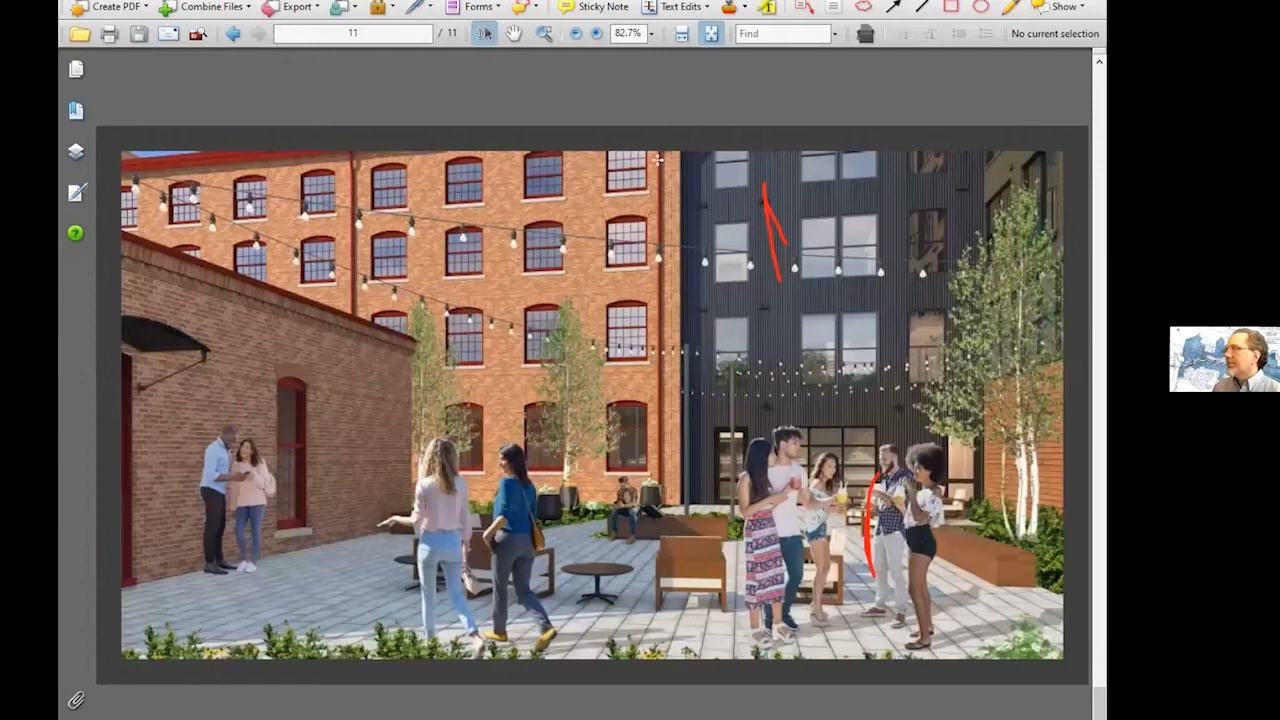 Create PDF Combine Files Export Forms Sticky Note Text Edits T Show
11 / 11 82.7% Find No current selection
?